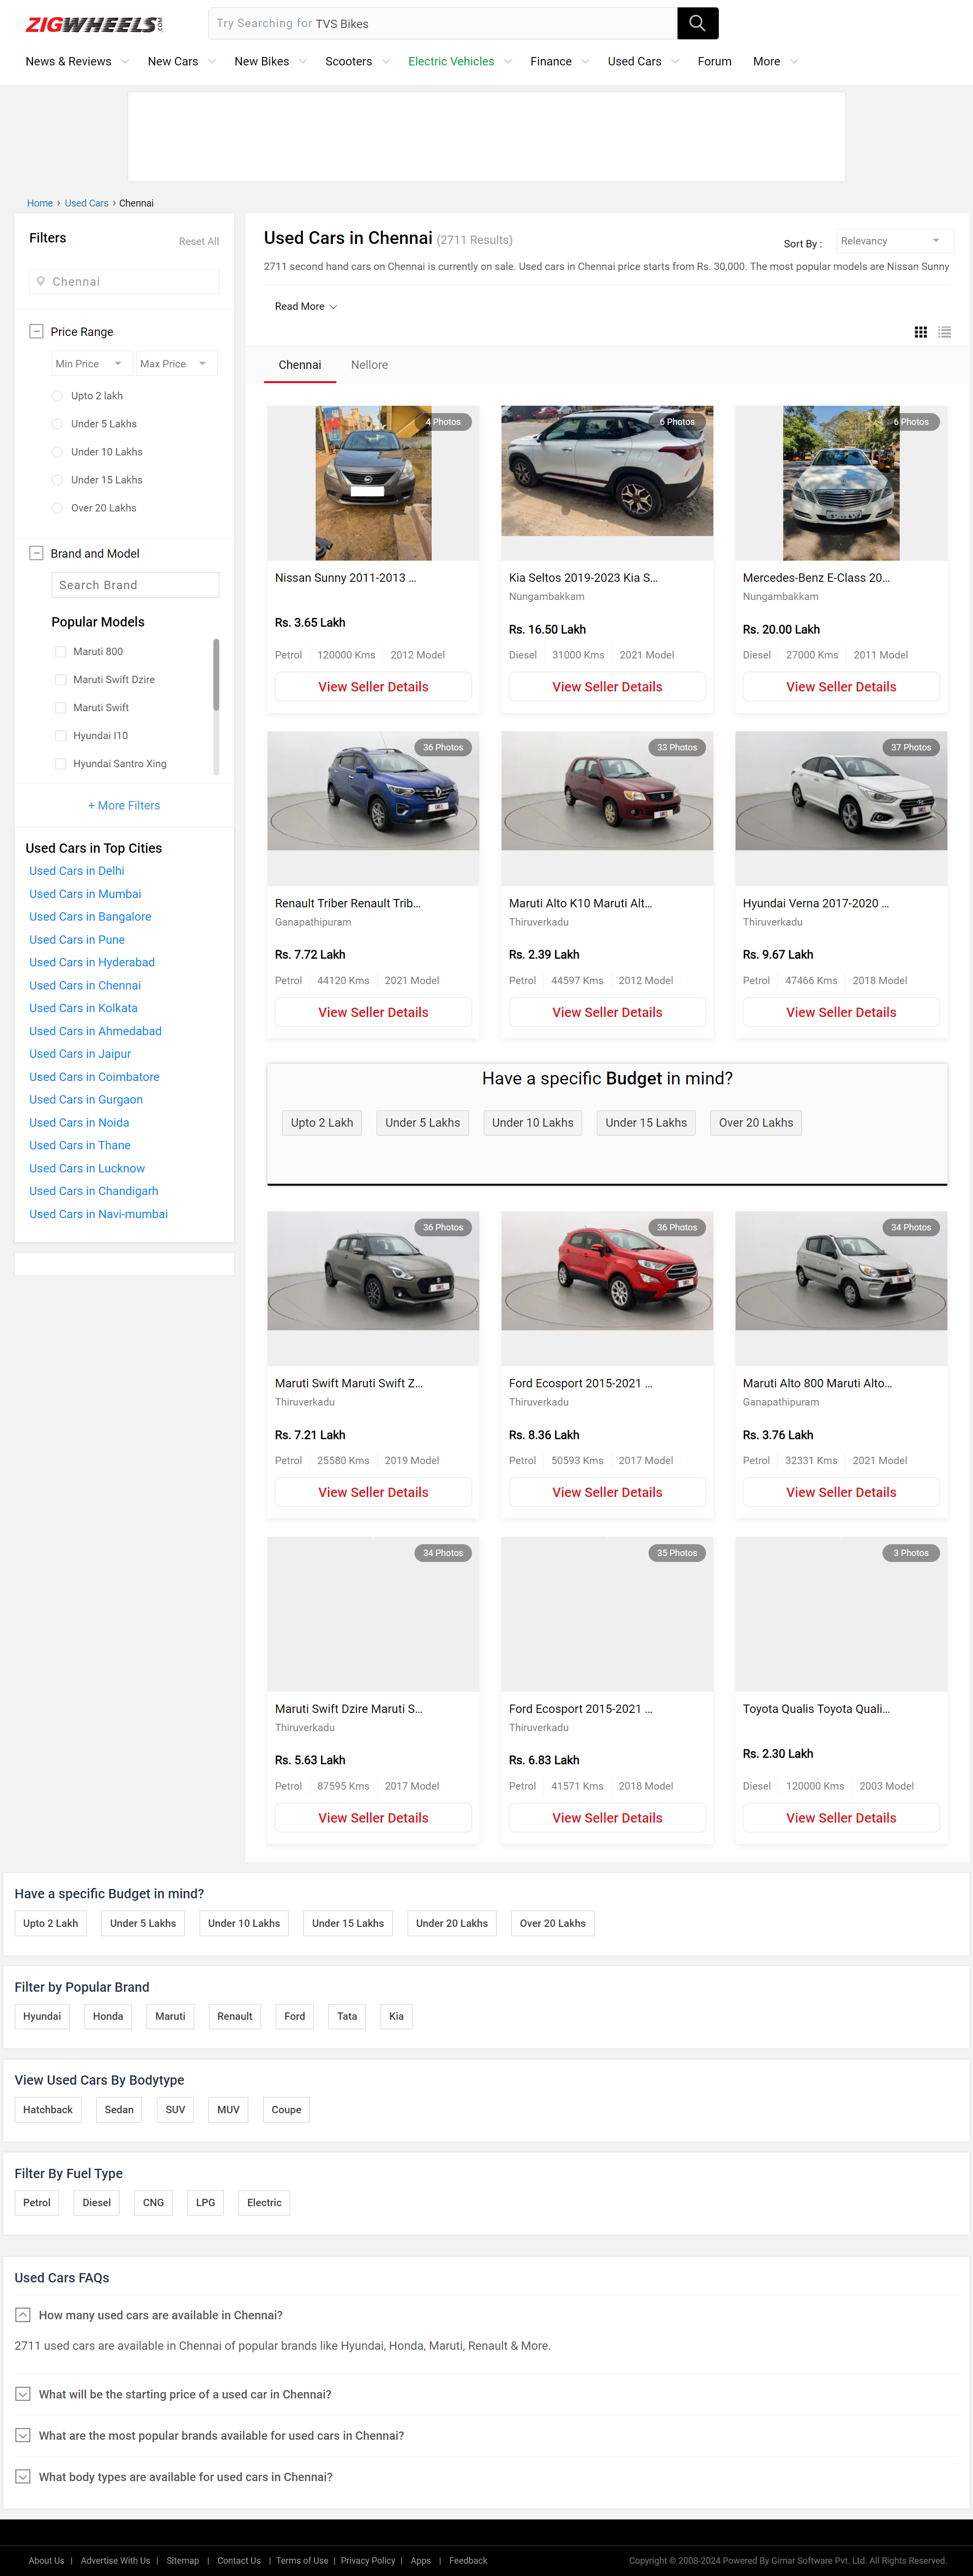 ZIGWHEELS.COM
Try Searching for TVS Bikes
News & Reviews New Cars New Bikes Scooters Electric Vehicles Finance Used Cars Forum More
Home › Used Cars › Chennai
Filters
Reset All
Chennai
Price Range
Min Price Max Price
Upto 2 lakh
Under 5 Lakhs
Under 10 Lakhs
Under 15 Lakhs
Over 20 Lakhs
Brand and Model
Search Brand
Popular Models
Maruti 800
Maruti Swift Dzire
Maruti Swift
Hyundai I10
Hyundai Santro Xing
+ More Filters
Used Cars in Top Cities
Used Cars in Delhi
Used Cars in Mumbai
Used Cars in Bangalore
Used Cars in Pune
Used Cars in Hyderabad
Used Cars in Chennai
Used Cars in Kolkata
Used Cars in Ahmedabad
Used Cars in Jaipur
Used Cars in Coimbatore
Used Cars in Gurgaon
Used Cars in Noida
Used Cars in Thane
Used Cars in Lucknow
Used Cars in Chandigarh
Used Cars in Navi-mumbai
Used Cars in Chennai (2711 Results)
Sort By : Relevancy
2711 second hand cars on Chennai is currently on sale. Used cars in Chennai price starts from Rs. 30,000. The most popular models are Nissan Sunny
Read More
Chennai Nellore
4 Photos
Nissan Sunny 2011-2013 ...
Rs. 3.65 Lakh
Petrol 120000 Kms 2012 Model
View Seller Details
6 Photos
Kia Seltos 2019-2023 Kia S...
Nungambakkam
Rs. 16.50 Lakh
Diesel 31000 Kms 2021 Model
View Seller Details
6 Photos
Mercedes-Benz E-Class 20...
Nungambakkam
Rs. 20.00 Lakh
Diesel 27000 Kms 2011 Model
View Seller Details
36 Photos
Renault Triber Renault Trib...
Ganapathipuram
Rs. 7.72 Lakh
Petrol 44120 Kms 2021 Model
View Seller Details
33 Photos
Maruti Alto K10 Maruti Alt...
Thiruverkadu
Rs. 2.39 Lakh
Petrol 44597 Kms 2012 Model
View Seller Details
37 Photos
Hyundai Verna 2017-2020 ...
Thiruverkadu
Rs. 9.67 Lakh
Petrol 47466 Kms 2018 Model
View Seller Details
Have a specific Budget in mind?
Upto 2 Lakh Under 5 Lakhs Under 10 Lakhs Under 15 Lakhs Over 20 Lakhs
36 Photos
Maruti Swift Maruti Swift Z...
Thiruverkadu
Rs. 7.21 Lakh
Petrol 25580 Kms 2019 Model
View Seller Details
36 Photos
Ford Ecosport 2015-2021 ...
Thiruverkadu
Rs. 8.36 Lakh
Petrol 50593 Kms 2017 Model
View Seller Details
34 Photos
Maruti Alto 800 Maruti Alto...
Ganapathipuram
Rs. 3.76 Lakh
Petrol 32331 Kms 2021 Model
View Seller Details
34 Photos
Maruti Swift Dzire Maruti S...
Thiruverkadu
Rs. 5.63 Lakh
Petrol 87595 Kms 2017 Model
View Seller Details
35 Photos
Ford Ecosport 2015-2021 ...
Thiruverkadu
Rs. 6.83 Lakh
Petrol 41571 Kms 2018 Model
View Seller Details
3 Photos
Toyota Qualis Toyota Quali...
Rs. 2.30 Lakh
Diesel 120000 Kms 2003 Model
View Seller Details
Have a specific Budget in mind?
Upto 2 Lakh Under 5 Lakhs Under 10 Lakhs Under 15 Lakhs Under 20 Lakhs Over 20 Lakhs
Filter by Popular Brand
Hyundai Honda Maruti Renault Ford Tata Kia
View Used Cars By Bodytype
Hatchback Sedan SUV MUV Coupe
Filter By Fuel Type
Petrol Diesel CNG LPG Electric
Used Cars FAQs
How many used cars are available in Chennai?
2711 used cars are available in Chennai of popular brands like Hyundai, Honda, Maruti, Renault & More.
What will be the starting price of a used car in Chennai?
What are the most popular brands available for used cars in Chennai?
What body types are available for used cars in Chennai?
About Us | Advertise With Us | Sitemap | Contact Us | Terms of Use | Privacy Policy | Apps | Feedback
Copyright © 2008-2024 Powered By Girnar Software Pvt. Ltd. All Rights Reserved.